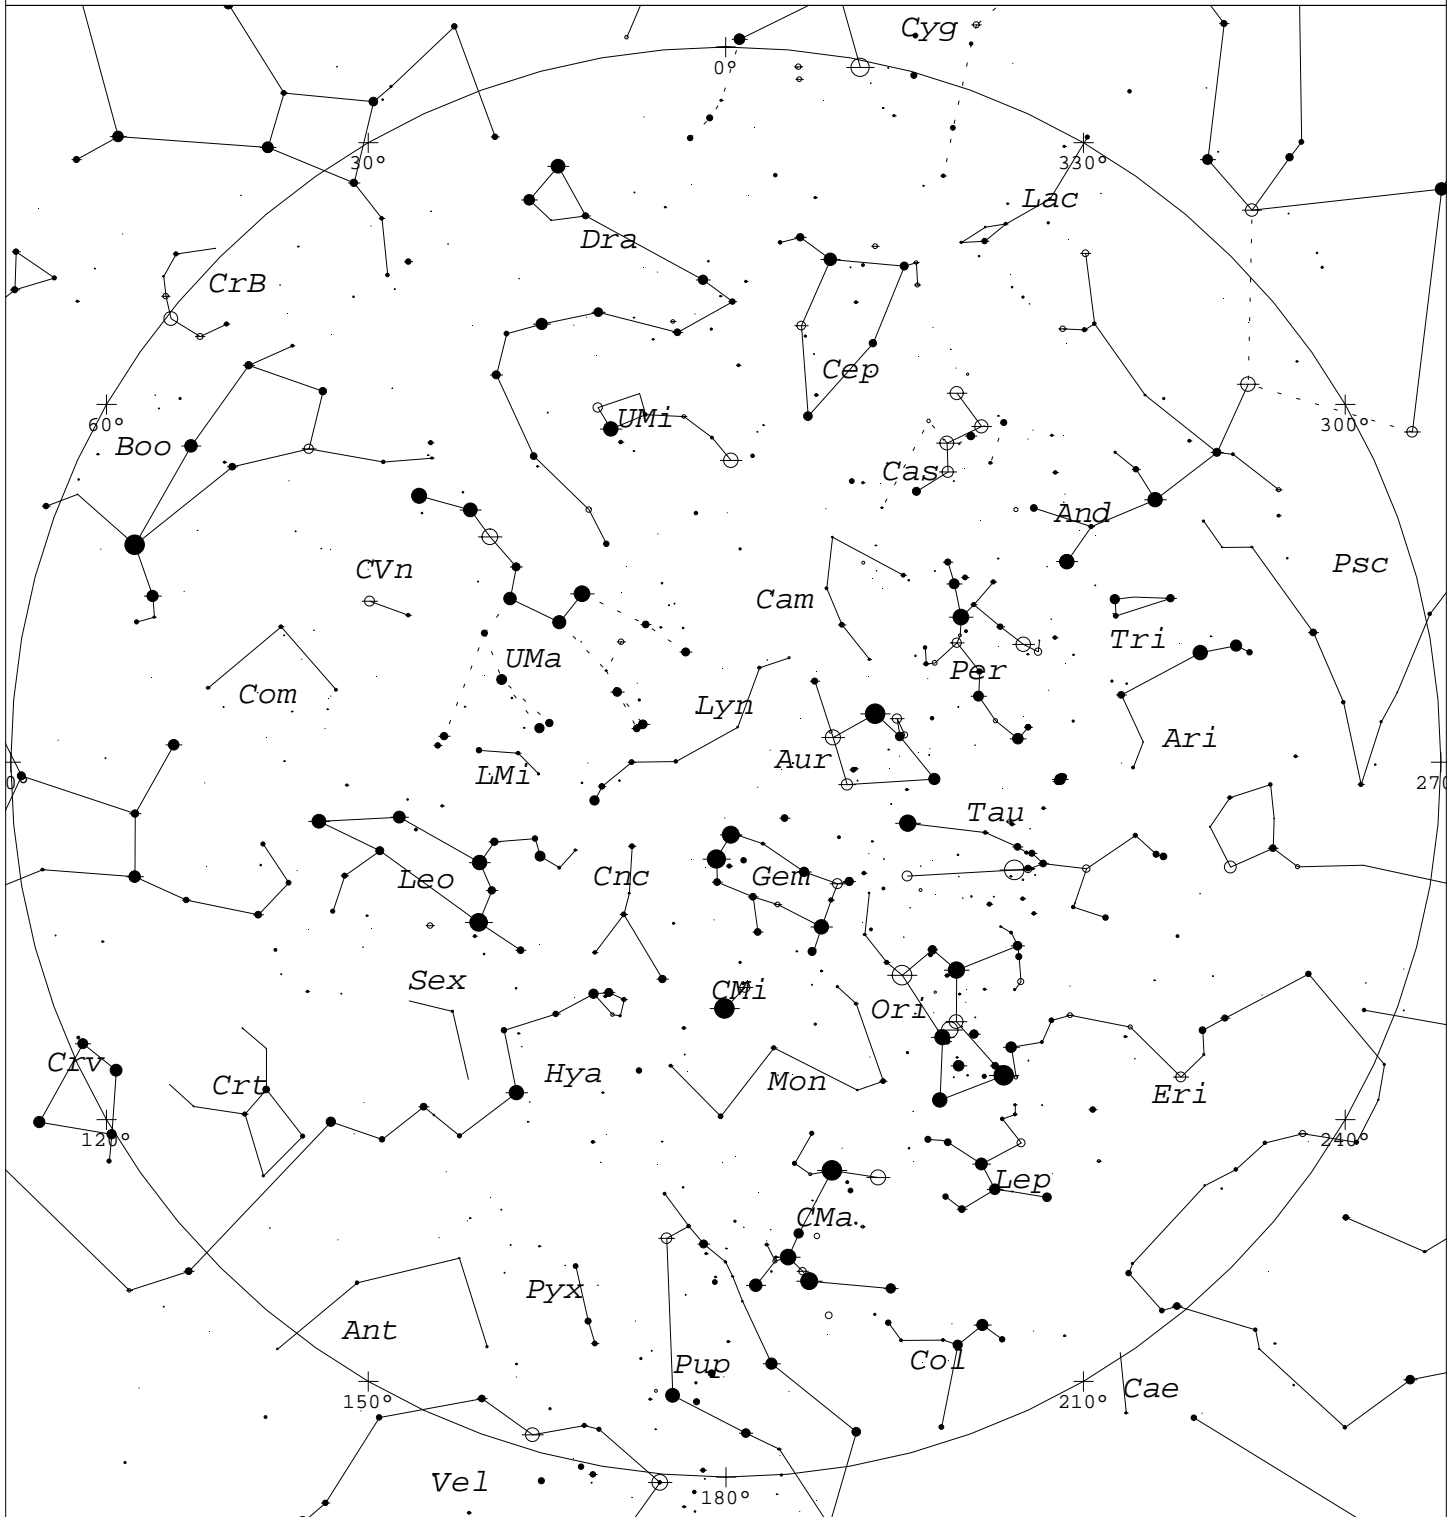 Cyg
0°
30°
330°
Lac
Dra
CrB
Cep
UMi
60°
300°
Boo
Cas
And
CVn
Psc
Cam
Tri
UMa
Per
Com
Lyn
Ari
Aur
LMi
0°
270
Tau
Leo
Cnc
Gem
Sex
CMi
Ori
Crv
Crt
Hya
Mon
Eri
120°
240°
Lep
CMa
Pyx
Ant
Pup
Col
150°
210°
Cae
Vel
180°